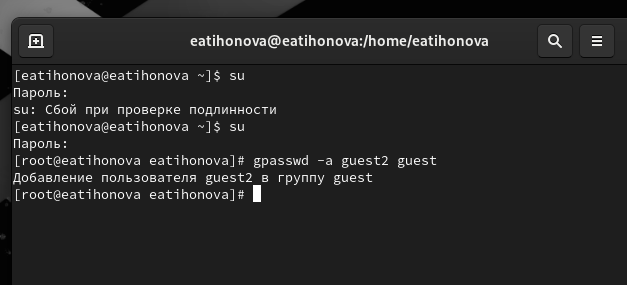 eatihonova@eatihonova:/home/eatihonova
[eatihonova@eatihonova ~]$ su
Пароль:
su: Сбой при проверке подлинности
[eatihonova@eatihonova ~]$ su
Пароль:
[root@eatihonova eatihonova]# gpasswd -a guest2 guest
Добавление пользователя guest2 в группу guest
[root@eatihonova eatihonova]#